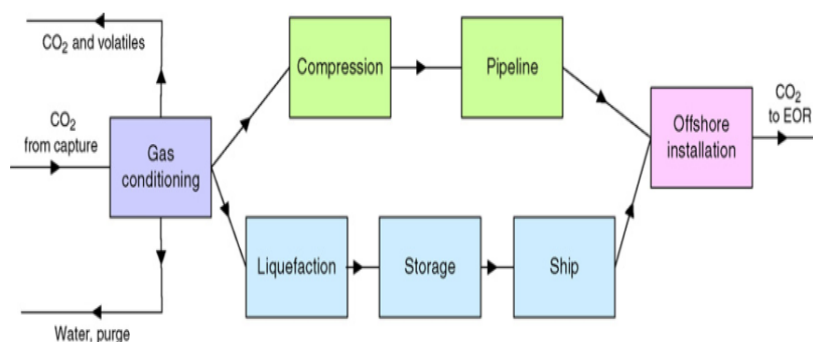 CO₂ and volatiles
CO₂
from capture
Gas
conditioning
Water, purge
Compression
Pipeline
Liquefaction
Storage
Ship
Offshore
installation
CO₂
to EOR